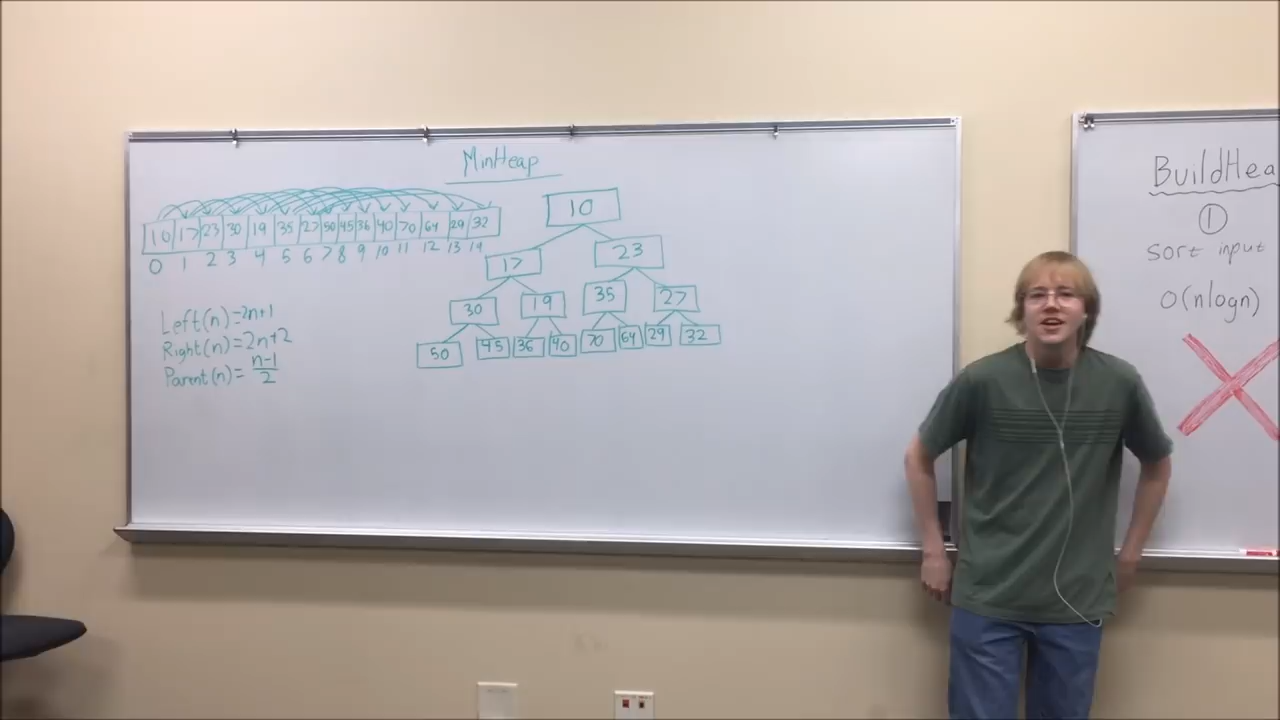 MinHeap
10 17 23 30 19 35 27 50 45 36 40 70 64 29 32
0 1 2 3 4 5 6 7 8 9 10 11 12 13 14
Left(n)=2n+1
Right(n)=2n+2
Parent(n)= n-1
2
10
17 23
30 19 35 27
50 45 36 40 70 64 29 32
BuildHea
1
sort input
O(nlogn)